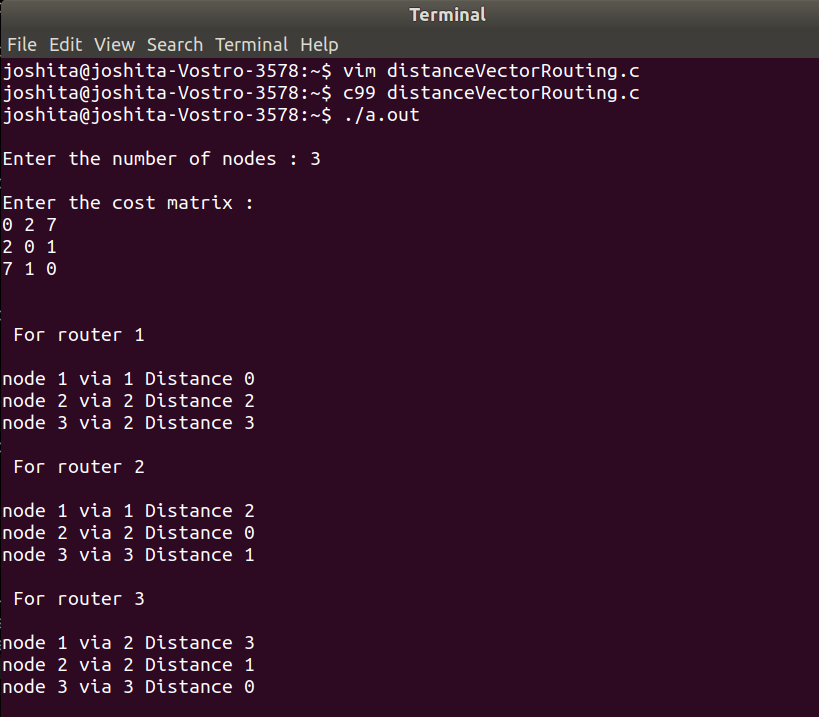 Terminal
File Edit View Search Terminal Help
joshita@joshita-Vostro-3578:~$ vim distanceVectorRouting.c
joshita@joshita-Vostro-3578:~$ c99 distanceVectorRouting.c
joshita@joshita-Vostro-3578:~$ ./a.out
Enter the number of nodes : 3
Enter the cost matrix :
0 2 7
2 0 1
7 1 0
For router 1
node 1 via 1 Distance 0
node 2 via 2 Distance 2
node 3 via 2 Distance 3
For router 2
node 1 via 1 Distance 2
node 2 via 2 Distance 0
node 3 via 3 Distance 1
For router 3
node 1 via 2 Distance 3
node 2 via 2 Distance 1
node 3 via 3 Distance 0